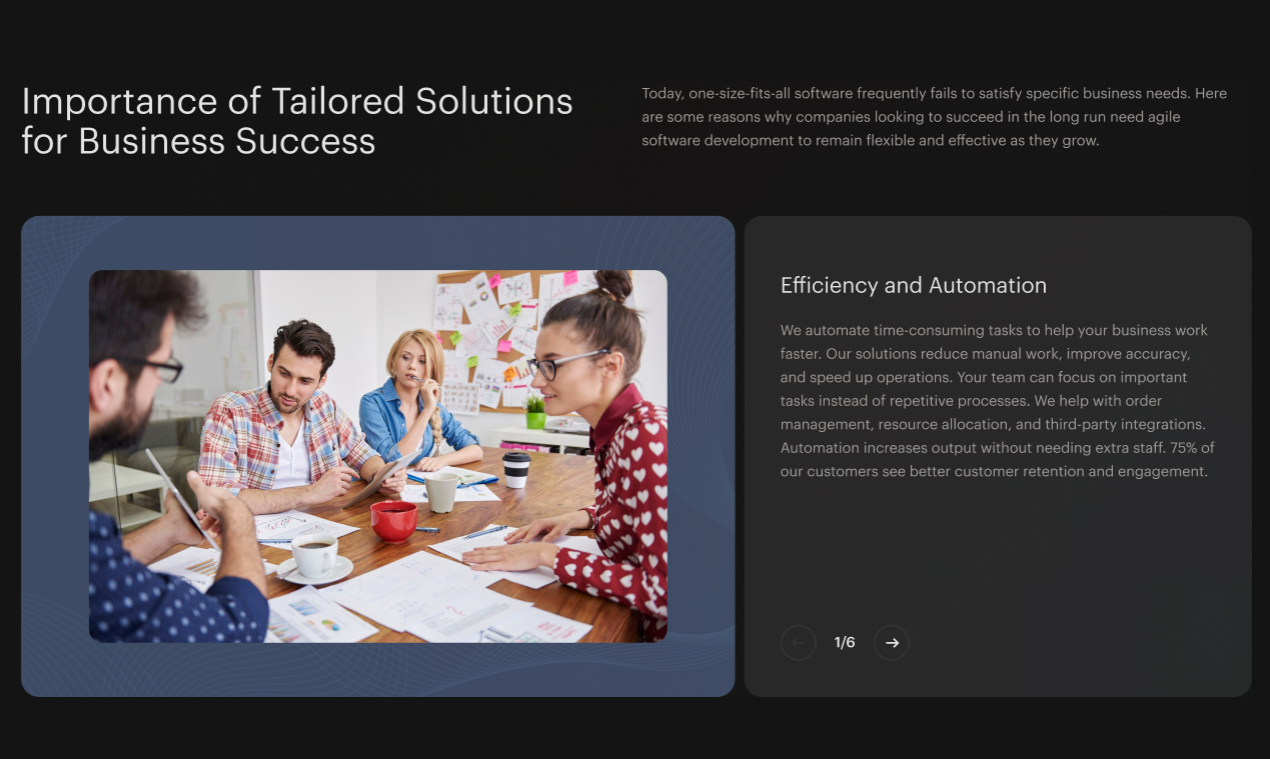 Importance of Tailored Solutions
for Business Success
Today, one-size-fits-all software frequently fails to satisfy specific business needs. Here
are some reasons why companies looking to succeed in the long run need agile
software development to remain flexible and effective as they grow.
Efficiency and Automation
We automate time-consuming tasks to help your business work
faster. Our solutions reduce manual work, improve accuracy,
and speed up operations. Your team can focus on important
tasks instead of repetitive processes. We help with order
management, resource allocation, and third-party integrations.
Automation increases output without needing extra staff. 75% of
our customers see better customer retention and engagement.
1/6